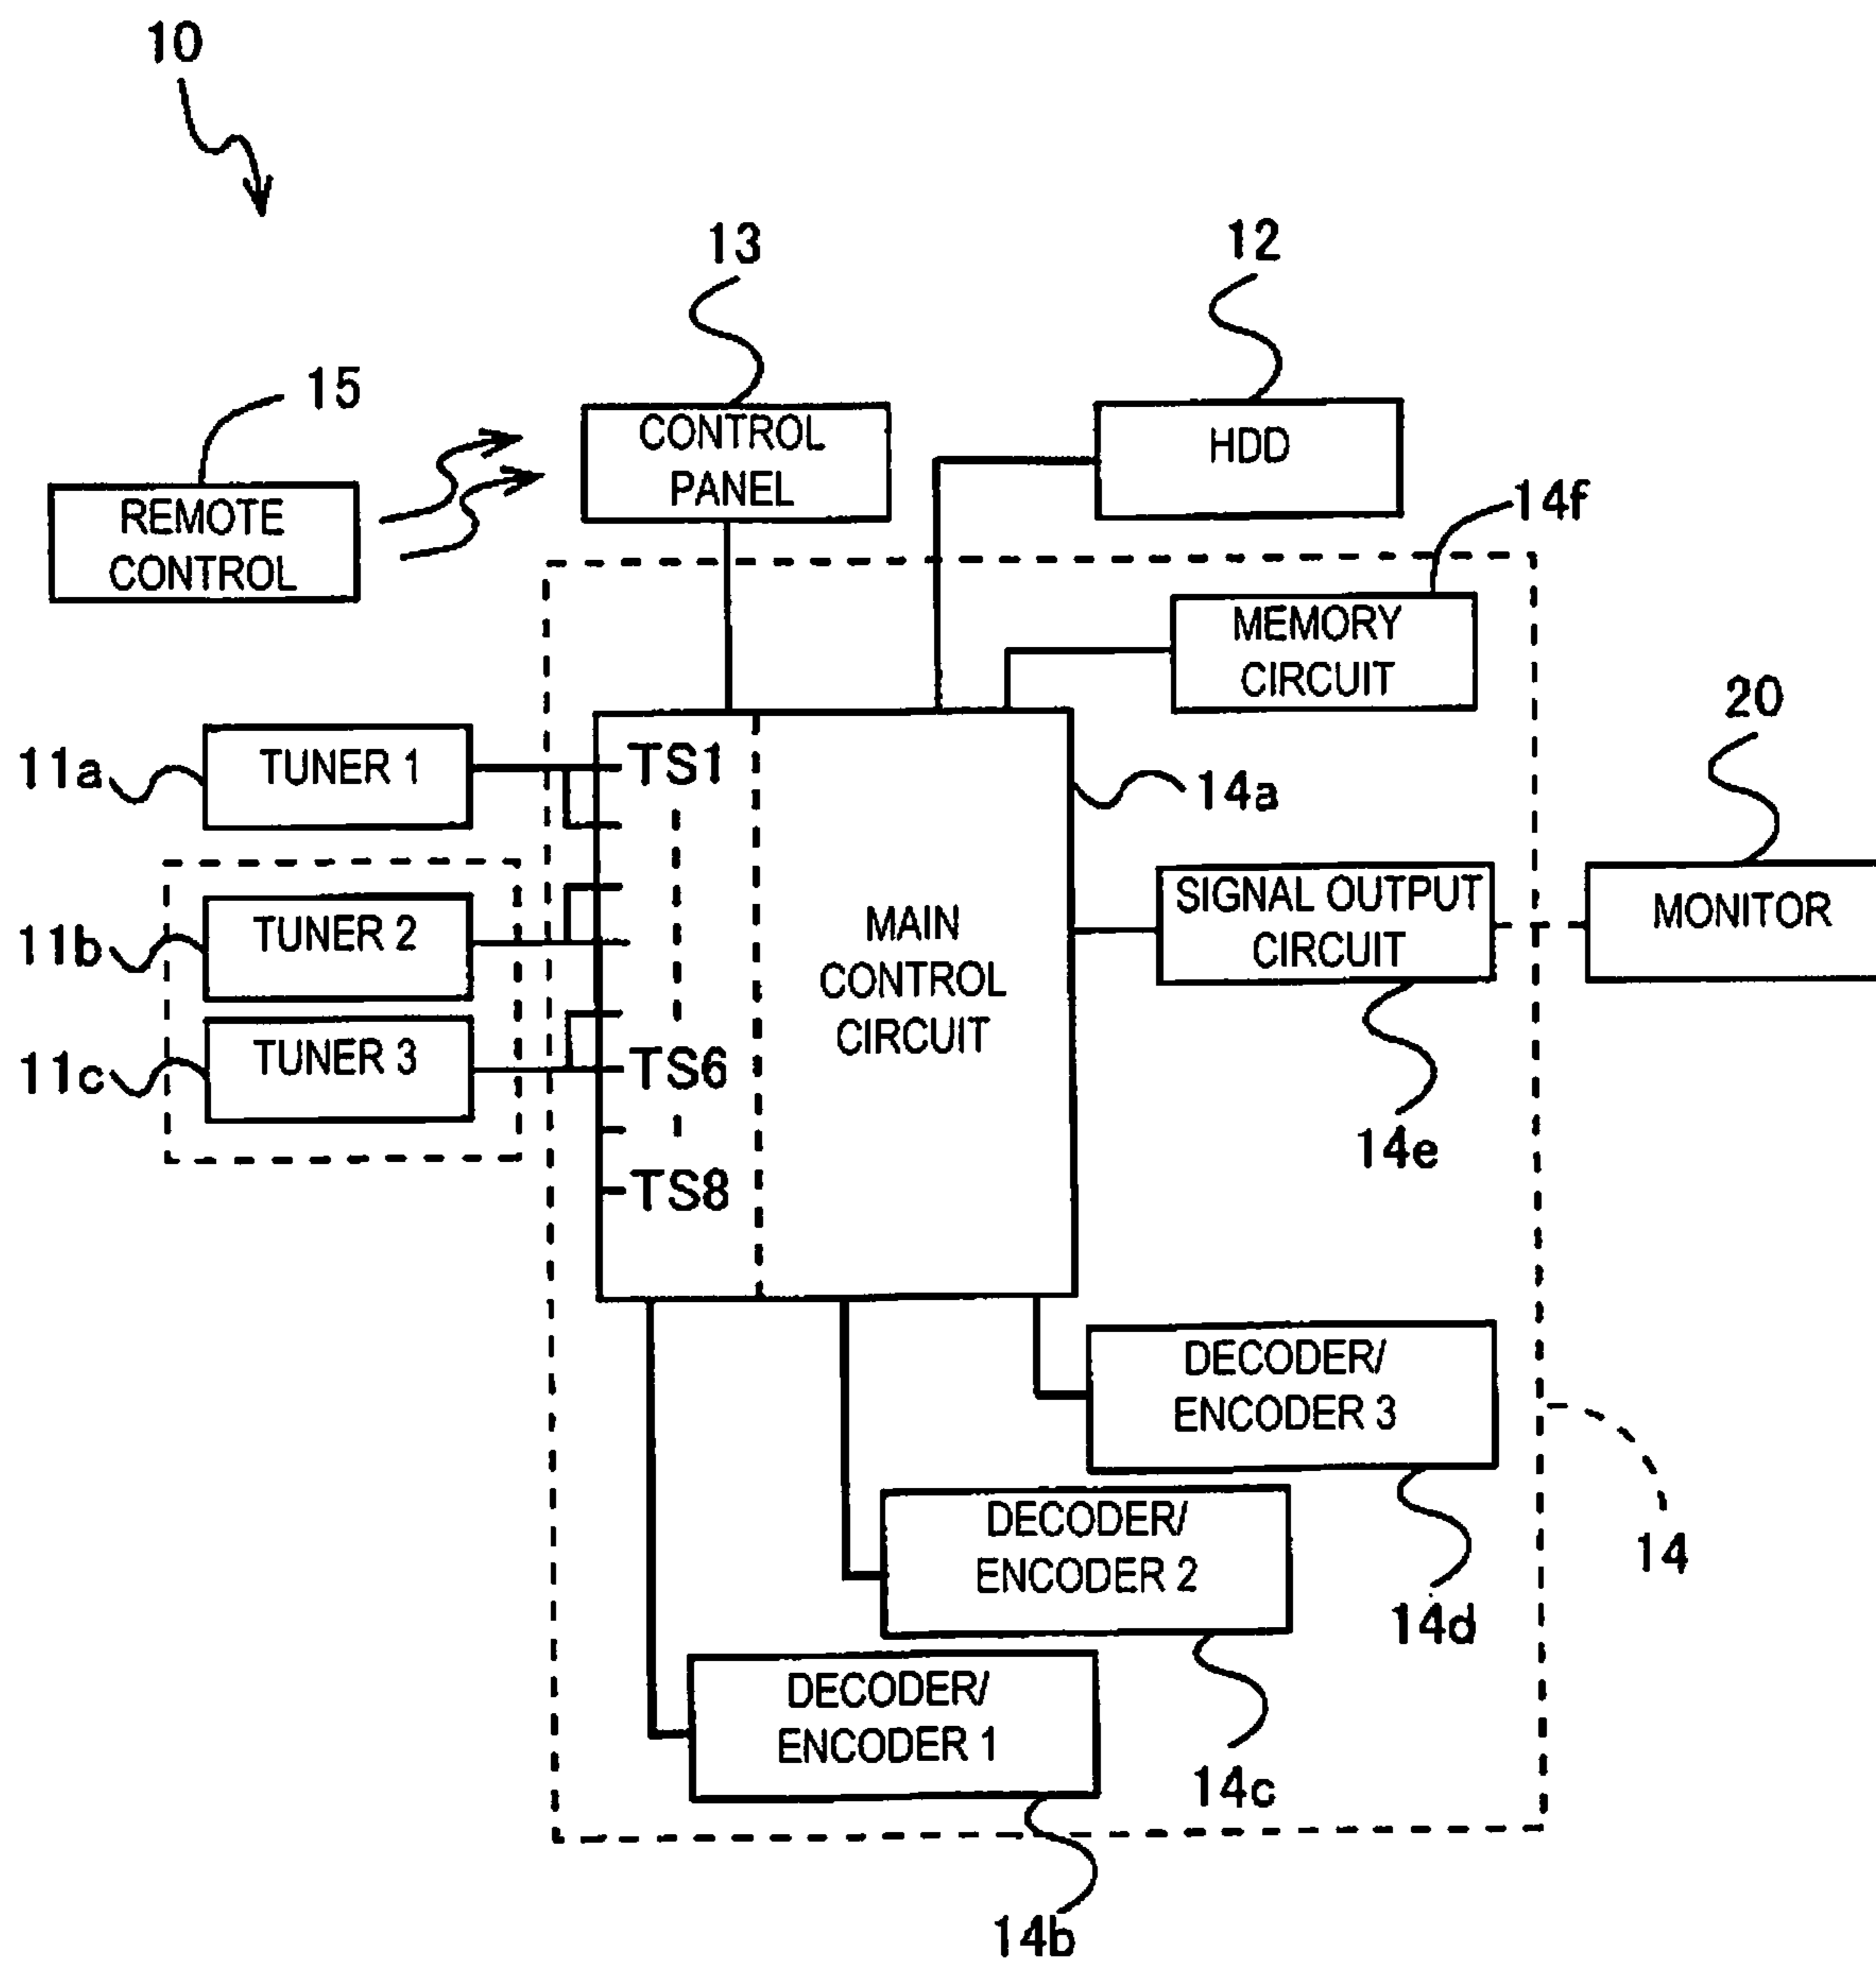 10
13
12
15
CONTROL
PANEL
HDD
14f
REMOTE
CONTROL
MEMORY
CIRCUIT
20
11a
TUNER 1
TS1
14a
SIGNAL OUTPUT
CIRCUIT
MONITOR
11b
TUNER 2
MAIN
CONTROL
CIRCUIT
11c
TUNER 3
TS6
14e
TS8
DECODER/
ENCODER 3
14
DECODER/
ENCODER 2
14d
DECODER/
ENCODER 1
14c
14b